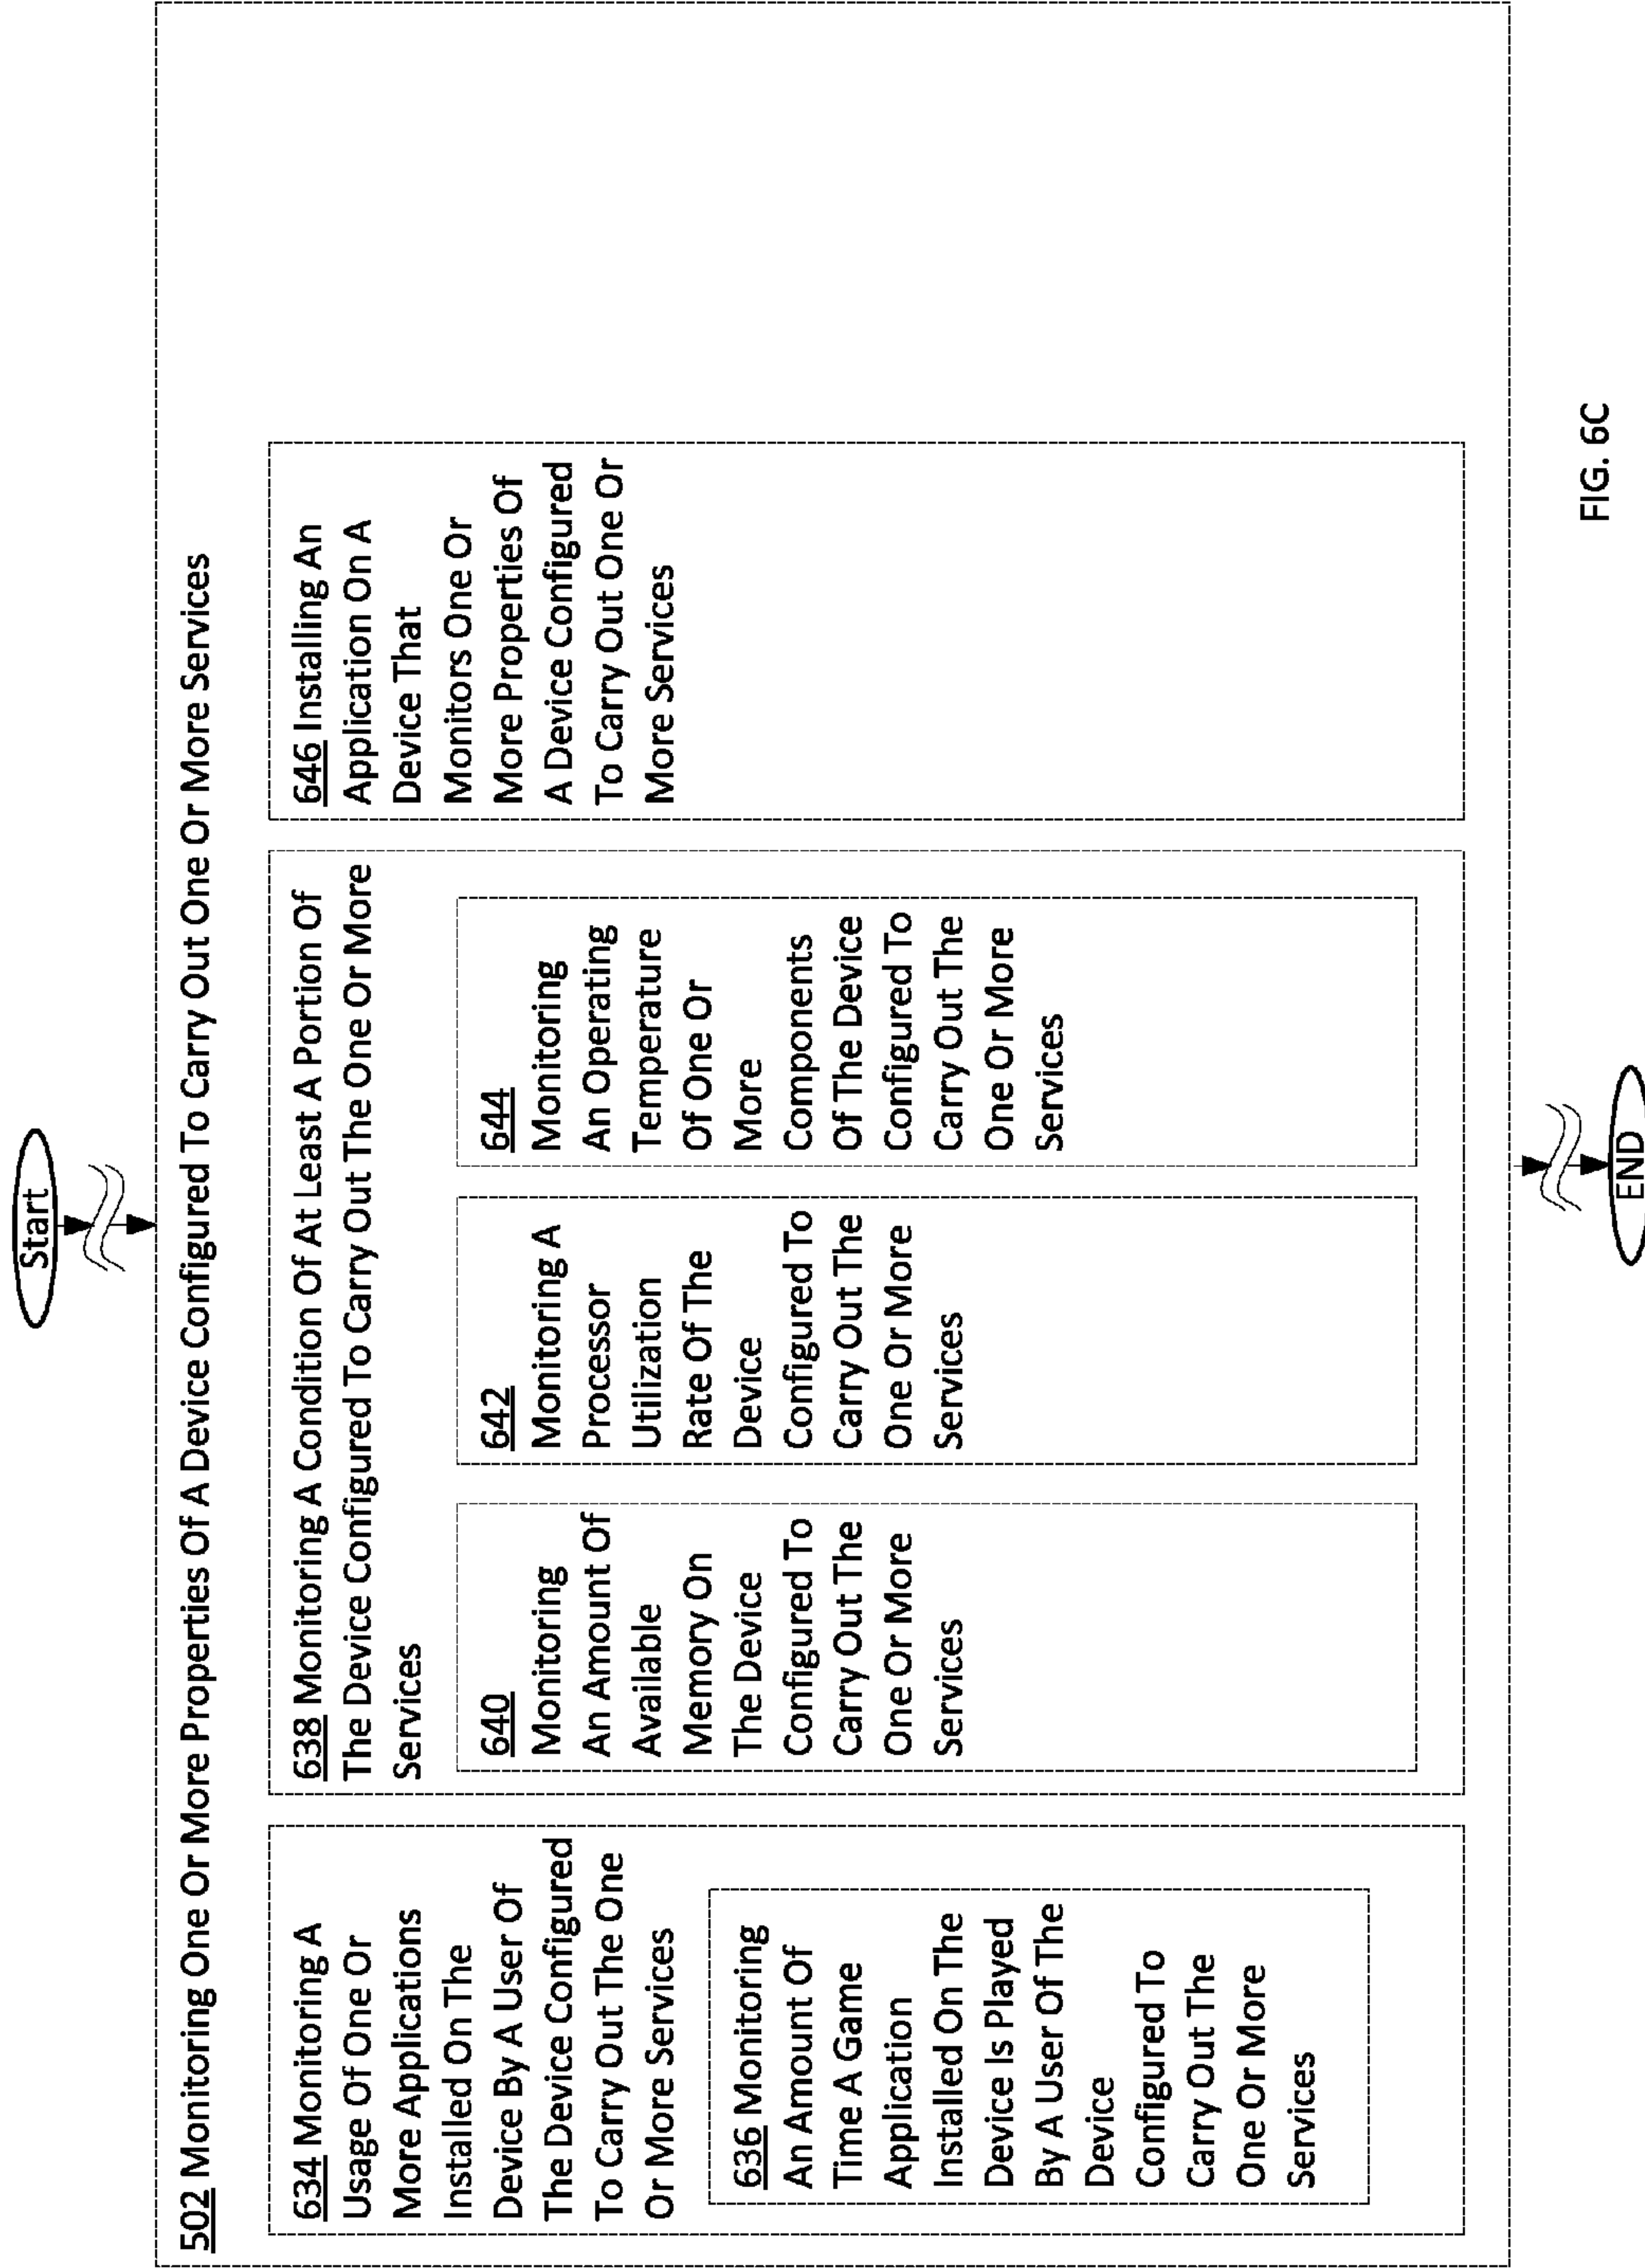 Start
502 Monitoring One Or More Properties Of A Device Configured To Carry Out One Or More Services
634 Monitoring A
Usage Of One Or
More Applications
Installed On The
Device By A User Of
The Device Configured
To Carry Out The One
Or More Services
636 Monitoring
An Amount Of
Time A Game
Application
Installed On The
Device Is Played
By A User Of The
Device
Configured To
Carry Out The
One Or More
Services
638 Monitoring A Condition Of At Least A Portion Of
The Device Configured To Carry Out The One Or More
Services
640
Monitoring
An Amount Of
Available
Memory On
The Device
Configured To
Carry Out The
One Or More
Services
642
Monitoring A
Processor
Utilization
Rate Of The
Device
Configured To
Carry Out The
One Or More
Services
644
Monitoring
An Operating
Temperature
Of One Or
More
Components
Of The Device
Configured To
Carry Out The
One Or More
Services
646 Installing An
Application On A
Device That
Monitors One Or
More Properties Of
A Device Configured
To Carry Out One Or
More Services
END
FIG. 6C